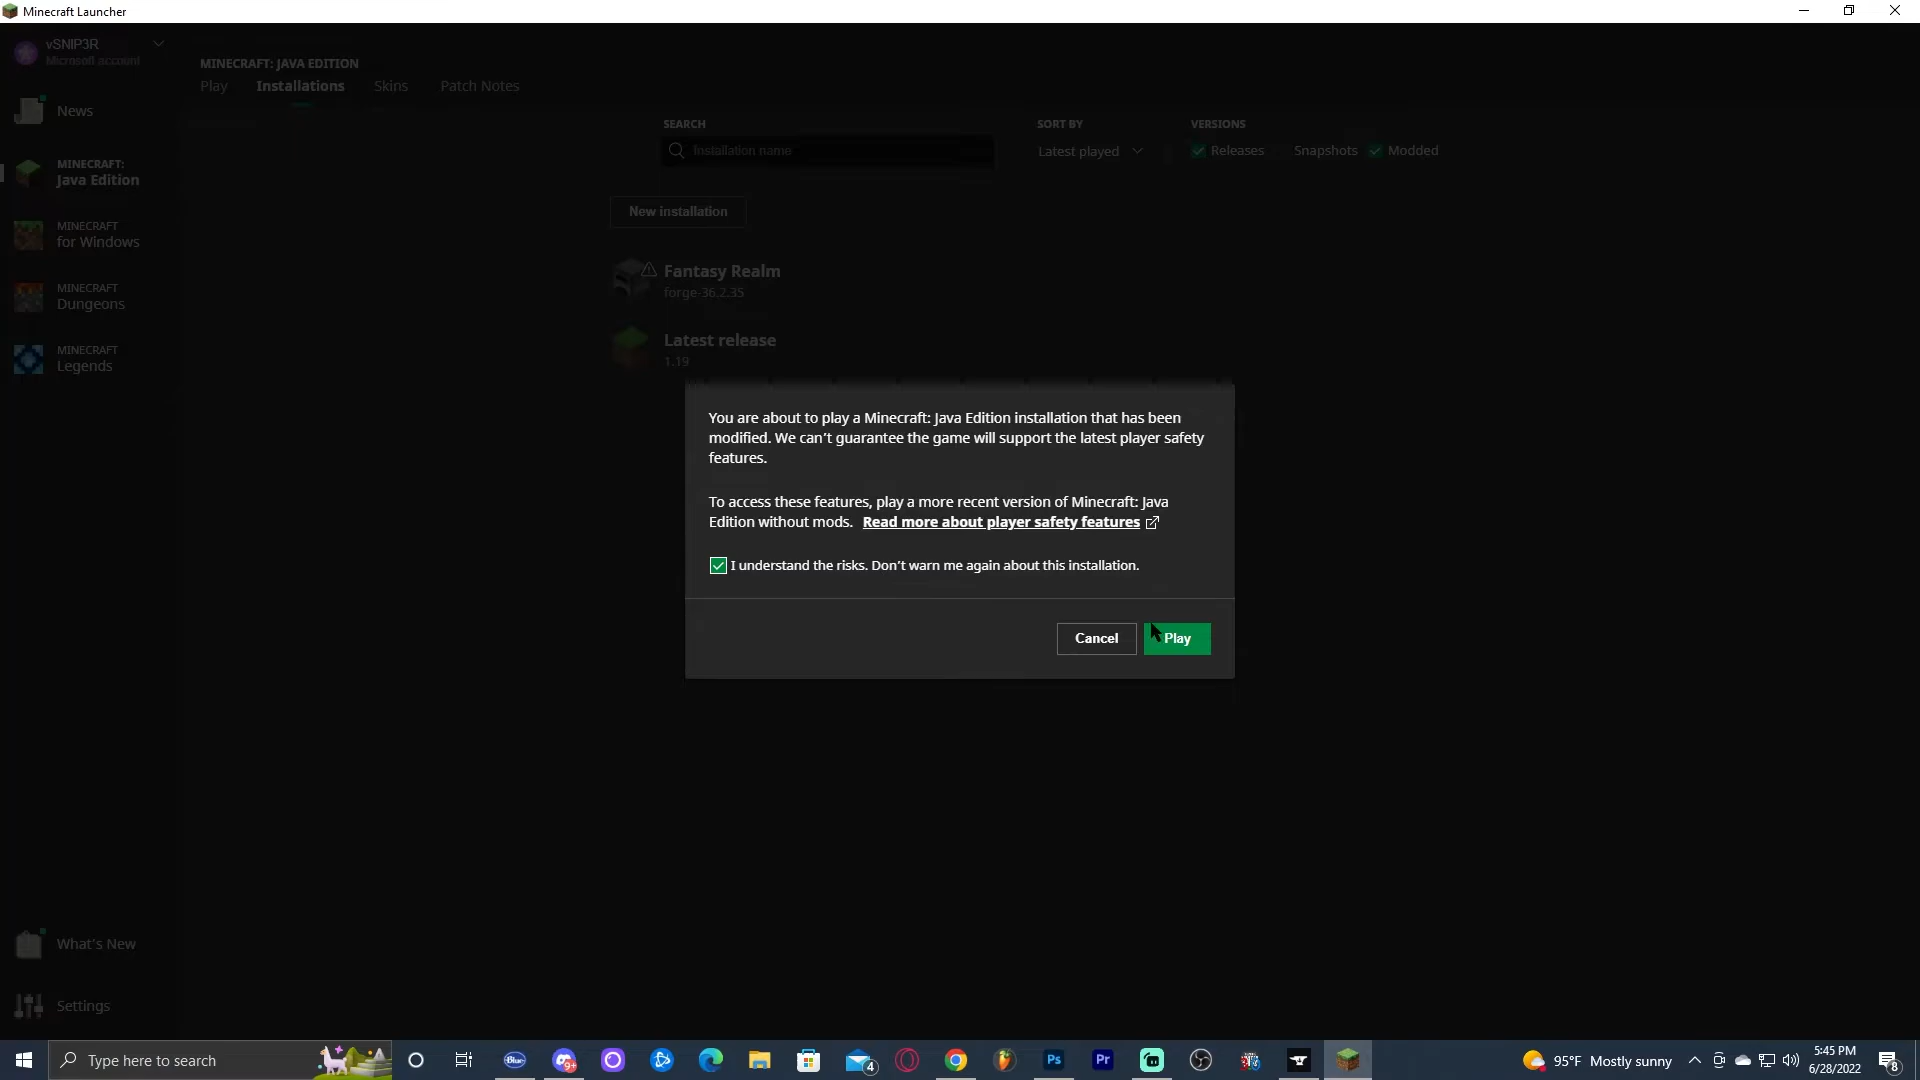 Minecraft Launcher
vSNIP3R
Microsoft account
MINECRAFT: JAVA EDITION
Play Installations Skins Patch Notes
News
MINECRAFT:
Java Edition
MINECRAFT
for Windows
MINECRAFT
Dungeons
MINECRAFT
Legends
SEARCH SORT BY VERSIONS
Installation name Latest played Releases Snapshots Modded
New installation
Fantasy Realm
forge-36.2.35
Latest release
1.19
You are about to play a Minecraft: Java Edition installation that has been
modified. We can't guarantee the game will support the latest player safety
features.
To access these features, play a more recent version of Minecraft: Java
Edition without mods. Read more about player safety features
I understand the risks. Don't warn me again about this installation.
Cancel Play
What's New
Settings
Type here to search
Blue
9+
4
Ps
Pr
95°F Mostly sunny
5:45 PM
6/28/2022
8